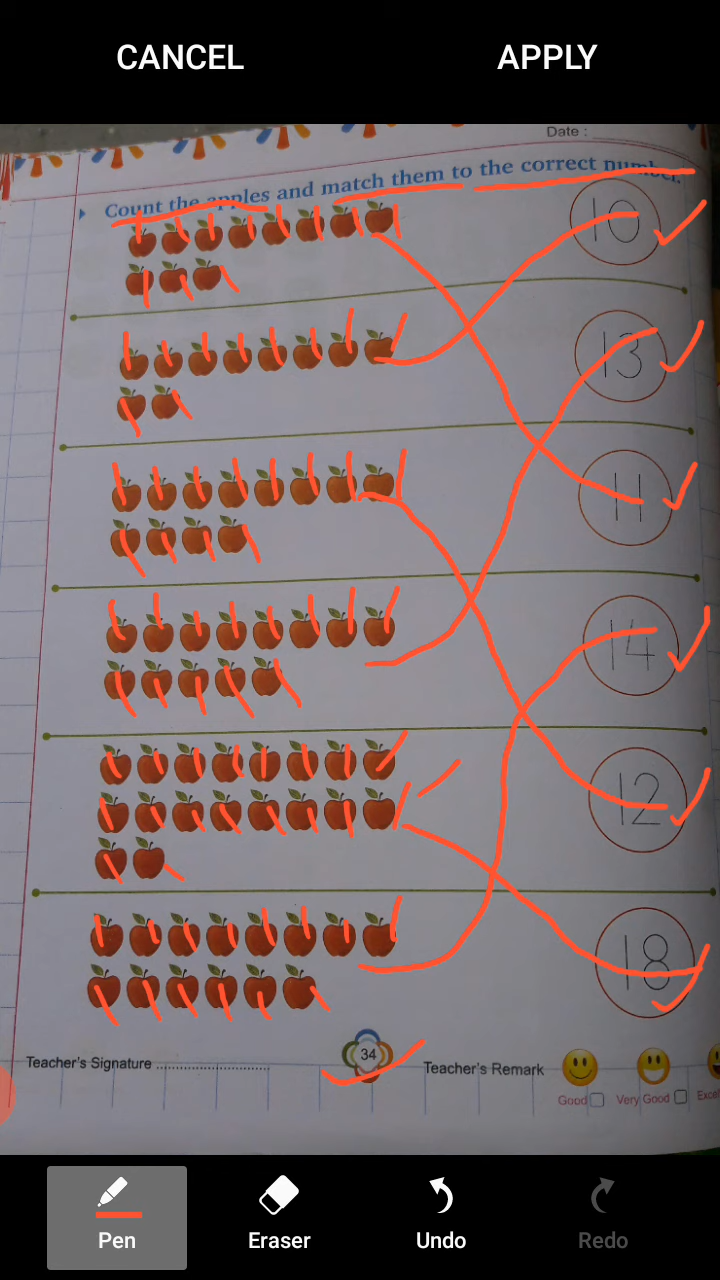 CANCEL APPLY
Date :
Count the apples and match them to the correct number.
10
13
11
14
12
18
Teacher's Signature
34
Teacher's Remark
Good Very Good
Pen Eraser Undo Redo